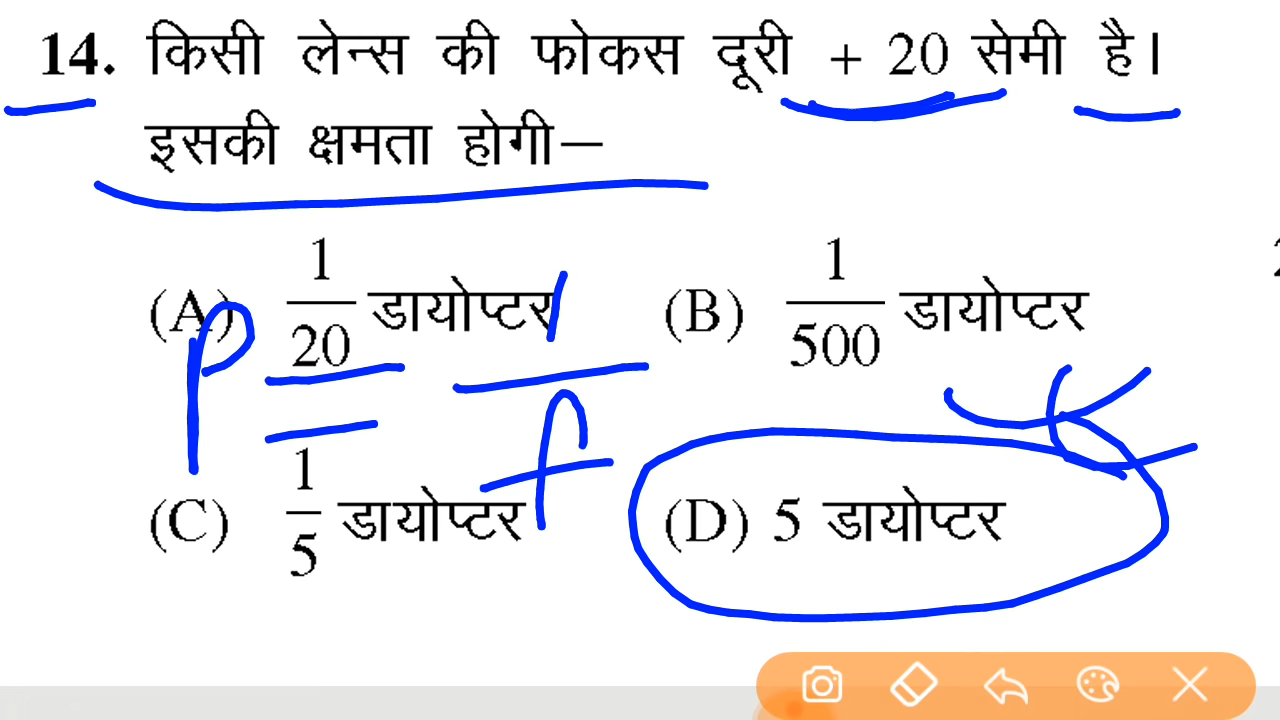 14. किसी लेन्स की फोकस दूरी + 20 सेमी है।
इसकी क्षमता होगी–
(A) 1/20 डायोप्टर (B) 1/500 डायोप्टर
P = 1/f
(C) 1/5 डायोप्टर (D) 5 डायोप्टर